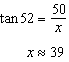 tan 52 = 50/x
x ≈ 39